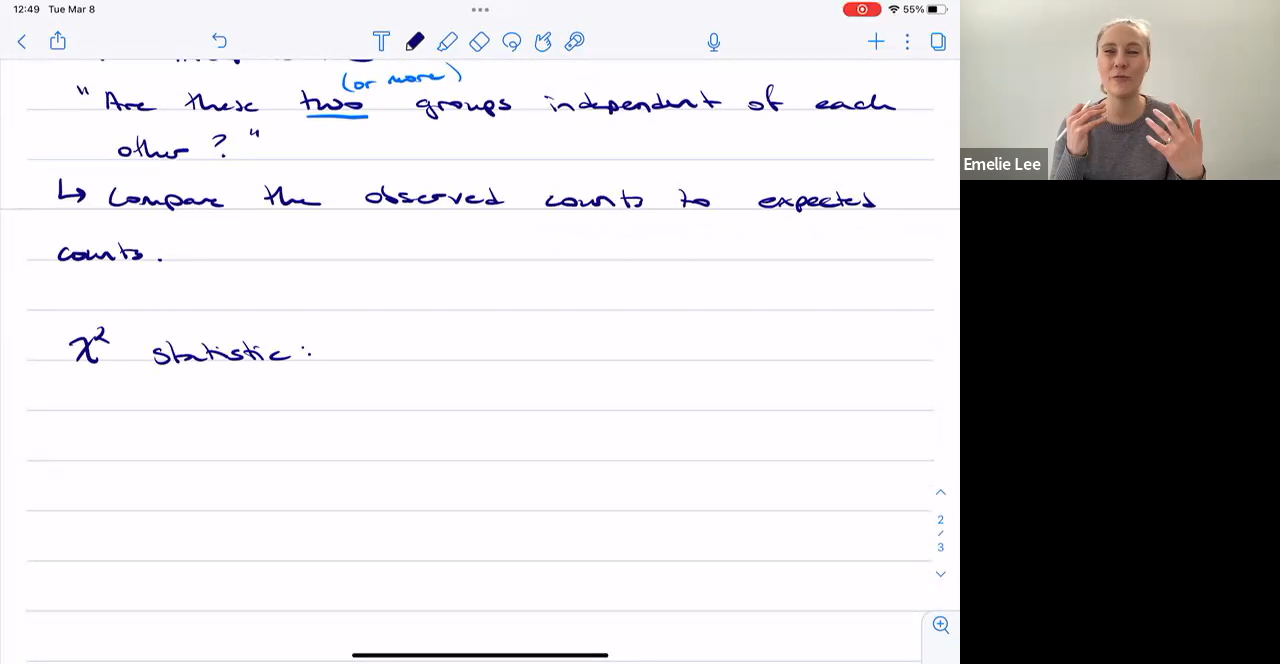 12:49 Tue Mar 8
55%
T
(or more)
" Are these two groups independent of each
other ? "
↳ Compare the observed counts to expected
counts.
χ² statistic:
2
/
3
Emelie Lee